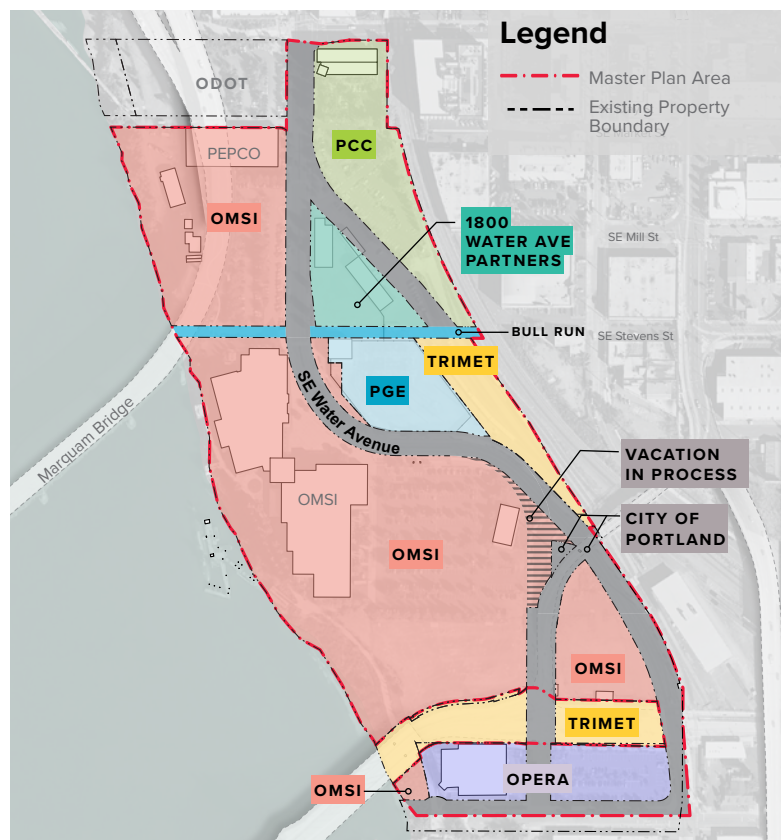 Legend
Master Plan Area
Existing Property
Boundary
ODOT
PEPCO
PCC
OMSI
1800
WATER AVE
PARTNERS
SE Mill St
BULL RUN
SE Stevens St
TRIMET
PGE
SE Water Avenue
Marquam Bridge
VACATION
IN PROCESS
OMSI
CITY OF
PORTLAND
OMSI
OMSI
TRIMET
OPERA
OMSI